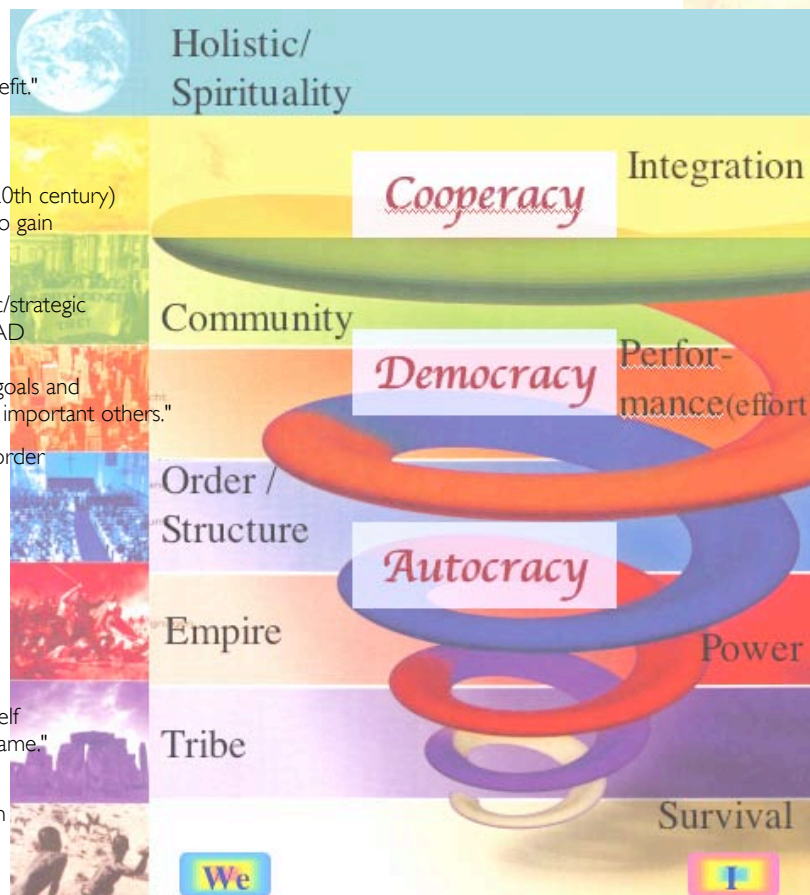 Holistic/
Spirituality
efit."
Integration
0th century)
Cooperacy
o gain
c/strategic
Community
AD
Democracy
Perfor-
mance(effort
goals and
important others."
order
Order /
Structure
Autocracy
Empire
Power
elf
Tribe
ame."
n
Survival
We
I